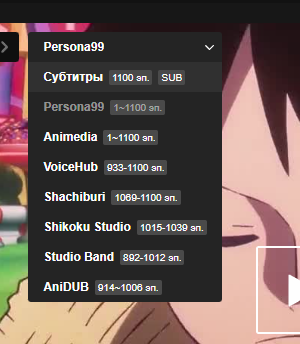 Persona99
Субтитры 1100 эп. SUB
Persona99 1~1100 эп.
Animedia 1~1100 эп.
VoiceHub 933-1100 эп.
Shachiburi 1069-1100 эп.
Shikoku Studio 1015-1039 эп.
Studio Band 892-1012 эп.
AniDUB 914~1006 эп.